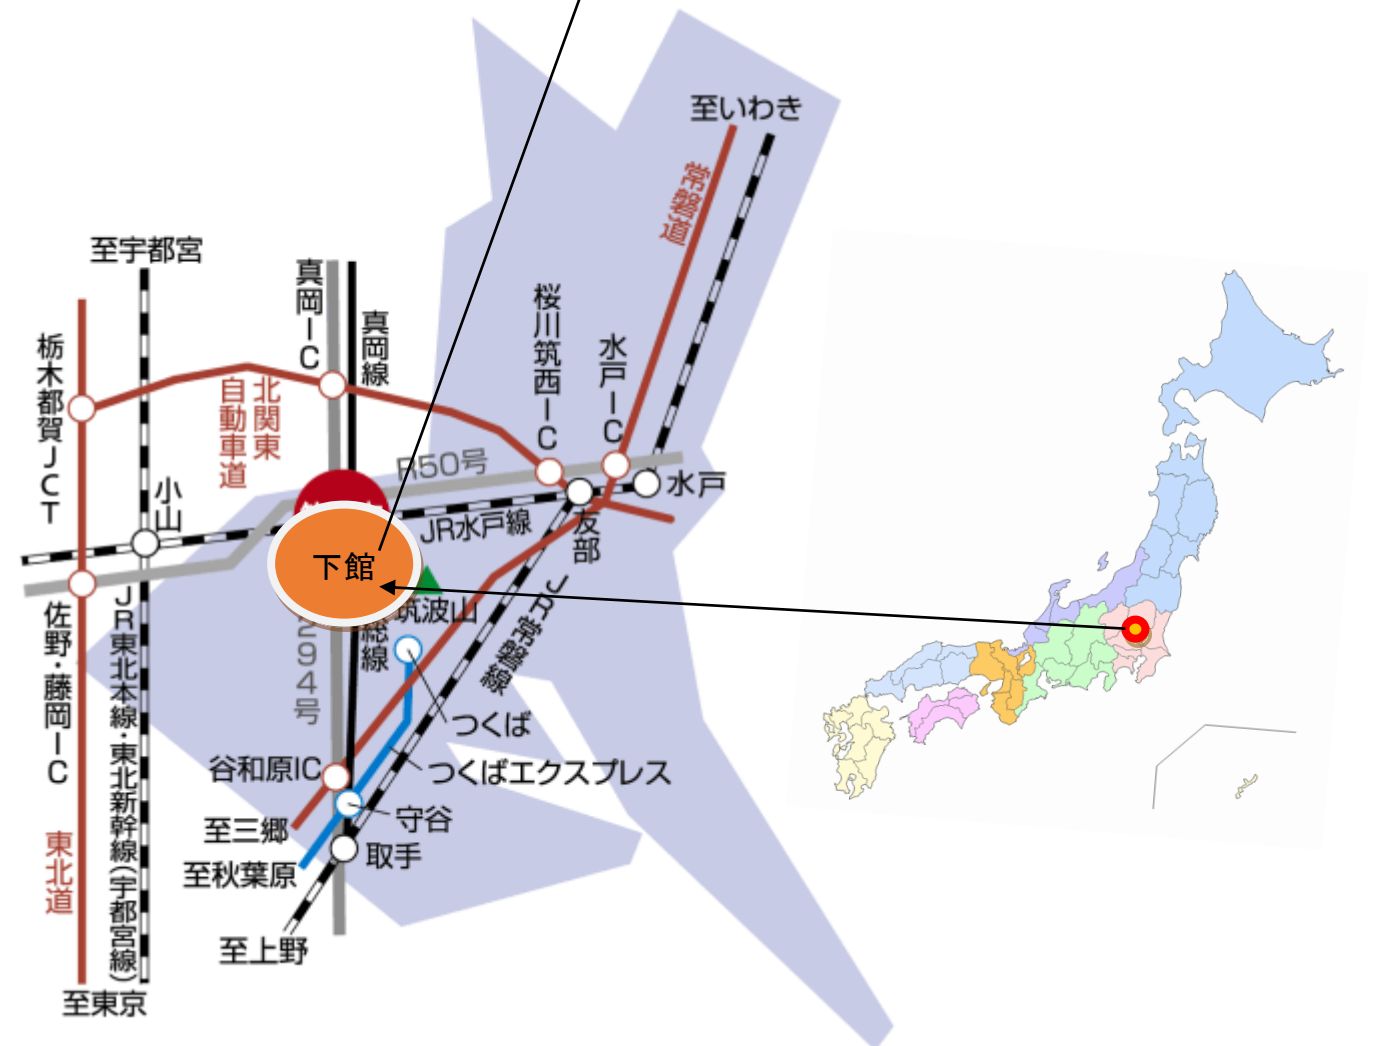 至いわき
常磐道
至宇都宮
真岡IC
真岡線
桜川筑西IC
水戸IC
栃木都賀JCT
北関東
自動車道
R50号
小山
水戸
JR水戸線
友部
下館
筑波山
JR常磐線
総線
294号
佐野・藤岡IC
JR東北本線・東北新幹線(宇都宮線)
つくば
谷和原IC
つくばエクスプレス
守谷
至三郷
取手
至秋葉原
東北道
至上野
至東京